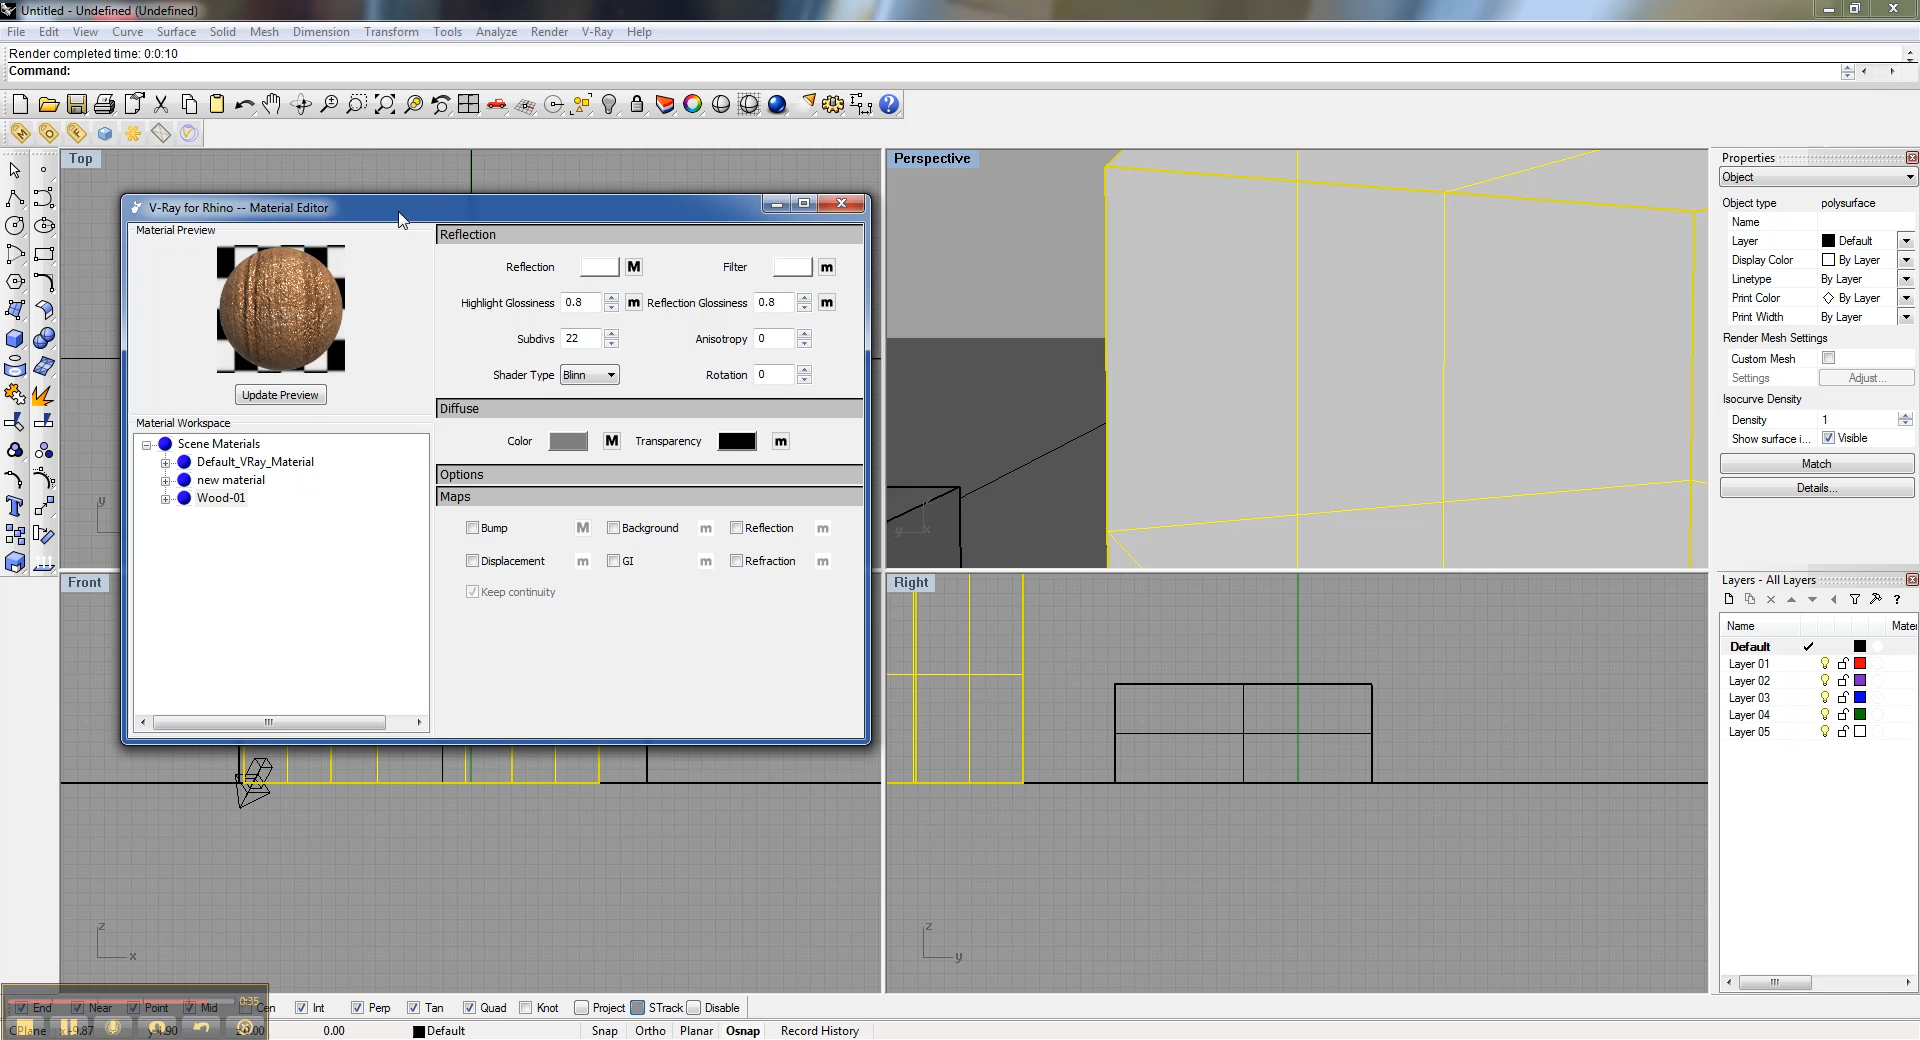 Untitled - Undefined (Undefined)
File Edit View Curve Surface Solid Mesh Dimension Transform Tools Analyze Render V-Ray Help
Render completed time: 0:0:10
Command:
Top
Perspective
V-Ray for Rhino -- Material Editor
Material Preview
Update Preview
Material Workspace
Scene Materials
Default_VRay_Material
new material
Wood-01
Reflection
Reflection M Filter m
Highlight Glossiness 0.8 m Reflection Glossiness 0.8 m
Subdivs 22 Anisotropy 0
Shader Type Blinn Rotation 0
Diffuse
Color M Transparency m
Options
Maps
Bump M Background m Reflection m
Displacement m GI m Refraction m
Keep continuity
y
y x
Front
Right
z
x
z
y
Properties
Object
Object type polysurface
Name
Layer Default
Display Color By Layer
Linetype By Layer
Print Color By Layer
Print Width By Layer
Render Mesh Settings
Custom Mesh
Settings Adjust...
Isocurve Density
Density 1
Show surface i... Visible
Match
Details...
Layers - All Layers
Name Mater
Default
Layer 01
Layer 02
Layer 03
Layer 04
Layer 05
End Near Point Mid Cen Int Perp Tan Quad Knot Project STrack Disable
0:35
CPlane x -9.87 0.00 Default Snap Ortho Planar Osnap Record History